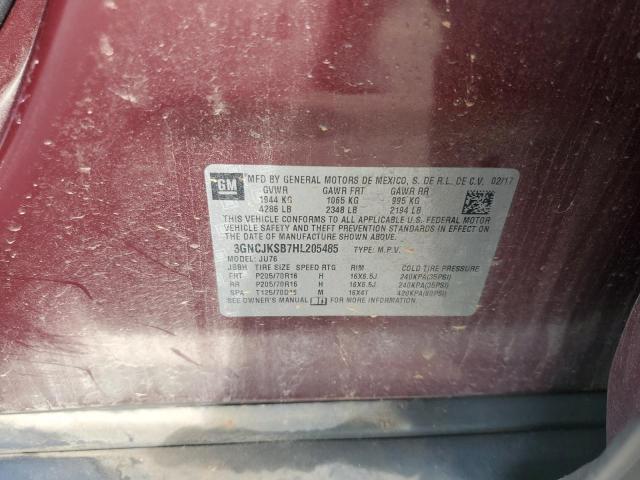 GM
MFD BY GENERAL MOTORS DE MEXICO, S. DE R.L. DE C.V. 02/17
GVWR GAWR FRT GAWR RR
1944 KG 1065 KG 995 KG
4286 LB 2348 LB 2194 LB
THIS VEHICLE CONFORMS TO ALL APPLICABLE U.S. FEDERAL MOTOR
VEHICLE SAFETY, BUMPER, AND THEFT PREVENTION STANDARDS IN EFFECT ON THE
DATE OF MANUFACTURE SHOWN ABOVE.
3GNCJKSB7HL205485 TYPE: M.P.V.
MODEL: JU76
JBBH TIRE SIZE SPEED RTG RIM COLD TIRE PRESSURE
FRT P205/70R16 H 16X6.5J 240KPA(35PSI)
RR P205/70R16 H 16X6.5J 240KPA(35PSI)
SPA T125/70D16 M 16X4T 420KPA(60PSI)
SEE OWNER'S MANUAL FOR MORE INFORMATION.